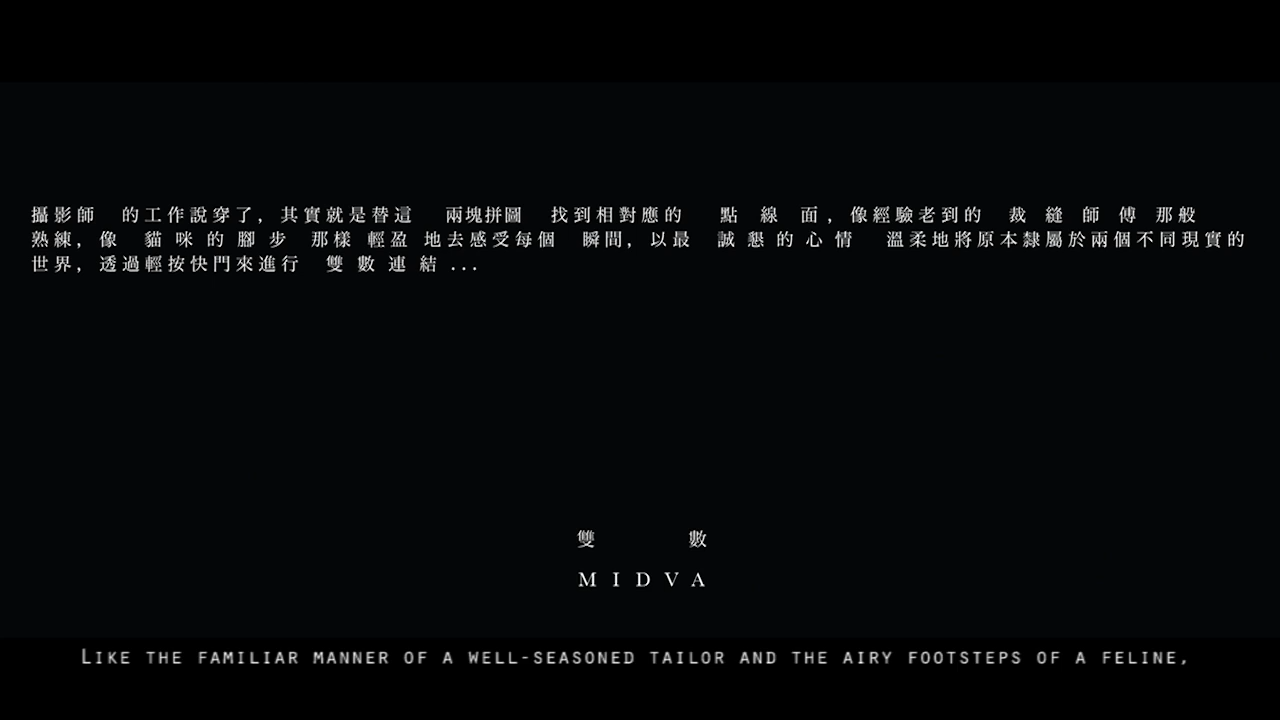 攝影師 的工作說穿了, 其實就是替這 兩塊拼圖 找到相對應的 點 線 面, 像經驗老到的 裁 縫 師 傅 那般
熟練, 像 貓 咪 的 腳 步 那樣 輕盈 地去感受每個 瞬間, 以最 誠 懇 的 心 情 溫柔地將原本隸屬於兩個不同現實的
世界, 透過輕按快門來進行 雙 數 連 結 ...
雙 數
MIDVA
LIKE THE FAMILIAR MANNER OF A WELL-SEASONED TAILOR AND THE AIRY FOOTSTEPS OF A FELINE,